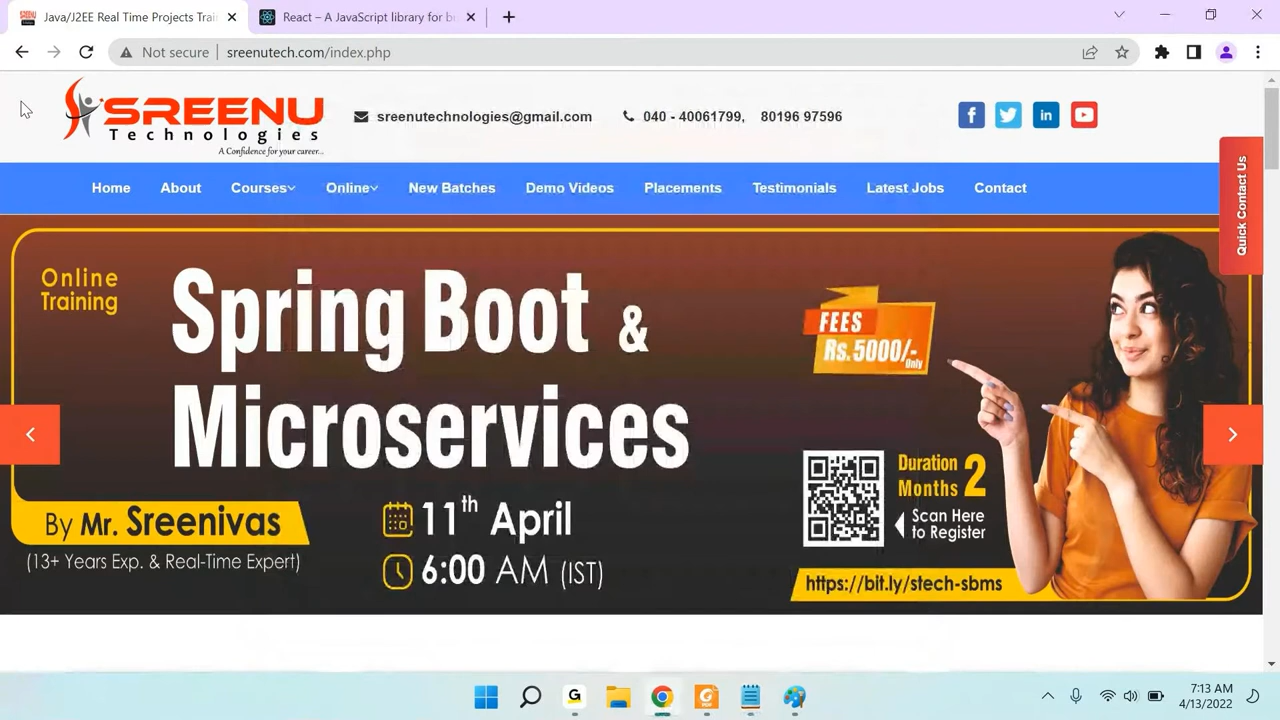 Java/J2EE Real Time Projects Trai
React – A JavaScript library for b
Not secure
sreenutech.com/index.php
SREENU
Technologies
A Confidence for your career...
sreenutechnologies@gmail.com
040 - 40061799, 80196 97596
Home
About
Courses
Online
New Batches
Demo Videos
Placements
Testimonials
Latest Jobs
Contact
Quick Contact Us
Online
Training
Spring Boot &
Microservices
FEES
Rs.5000/-
Only
By Mr. Sreenivas
(13+ Years Exp. & Real-Time Expert)
11th April
6:00 AM (IST)
Duration
Months 2
Scan Here
to Register
https://bit.ly/stech-sbms
7:13 AM
4/13/2022